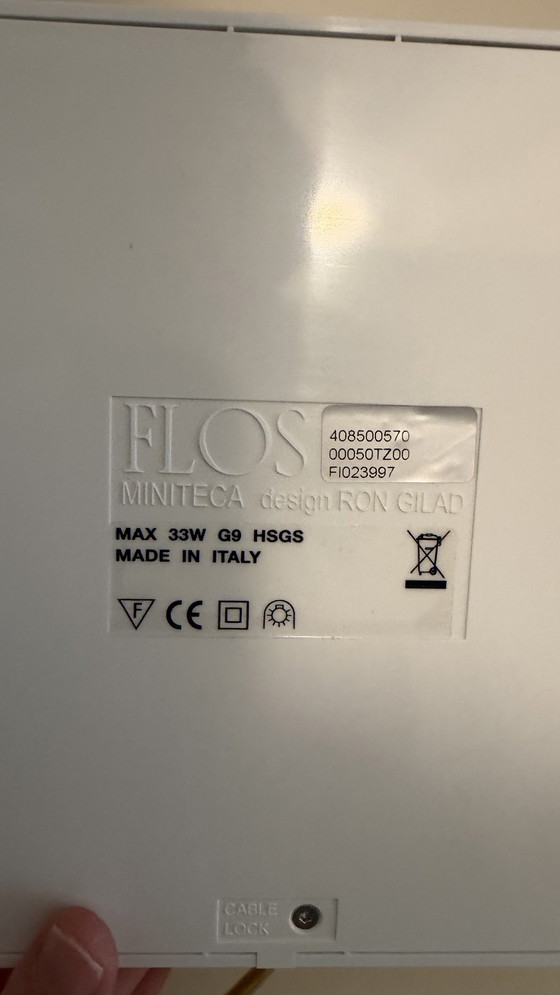 FLOS
408500570
00050TZ00
FI023997
MINITECA design RON GILAD
MAX 33W G9 HSGS
MADE IN ITALY
F CE
CABLE
LOCK